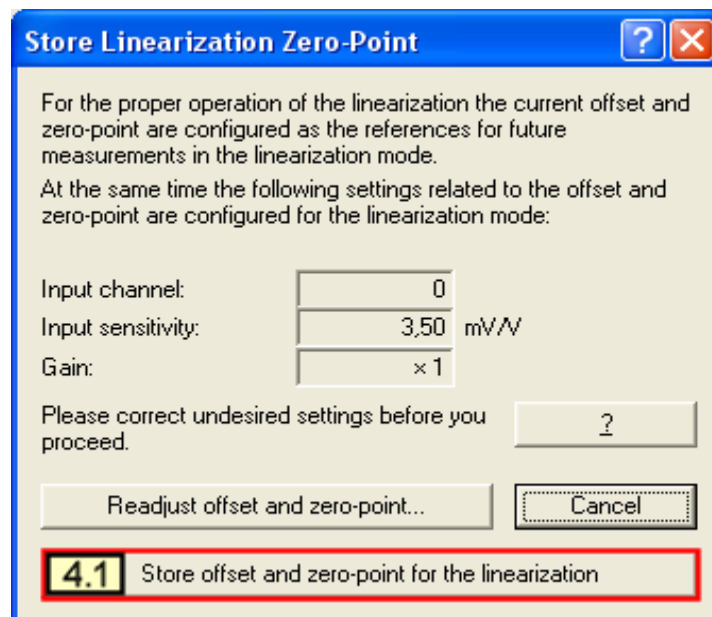 Store Linearization Zero-Point
?
For the proper operation of the linearization the current offset and
zero-point are configured as the references for future
measurements in the linearization mode.
At the same time the following settings related to the offset and
zero-point are configured for the linearization mode:
Input channel: 0
Input sensitivity: 3,50 mV/V
Gain: × 1
Please correct undesired settings before you
proceed.
?
Readjust offset and zero-point... Cancel
4.1 Store offset and zero-point for the linearization